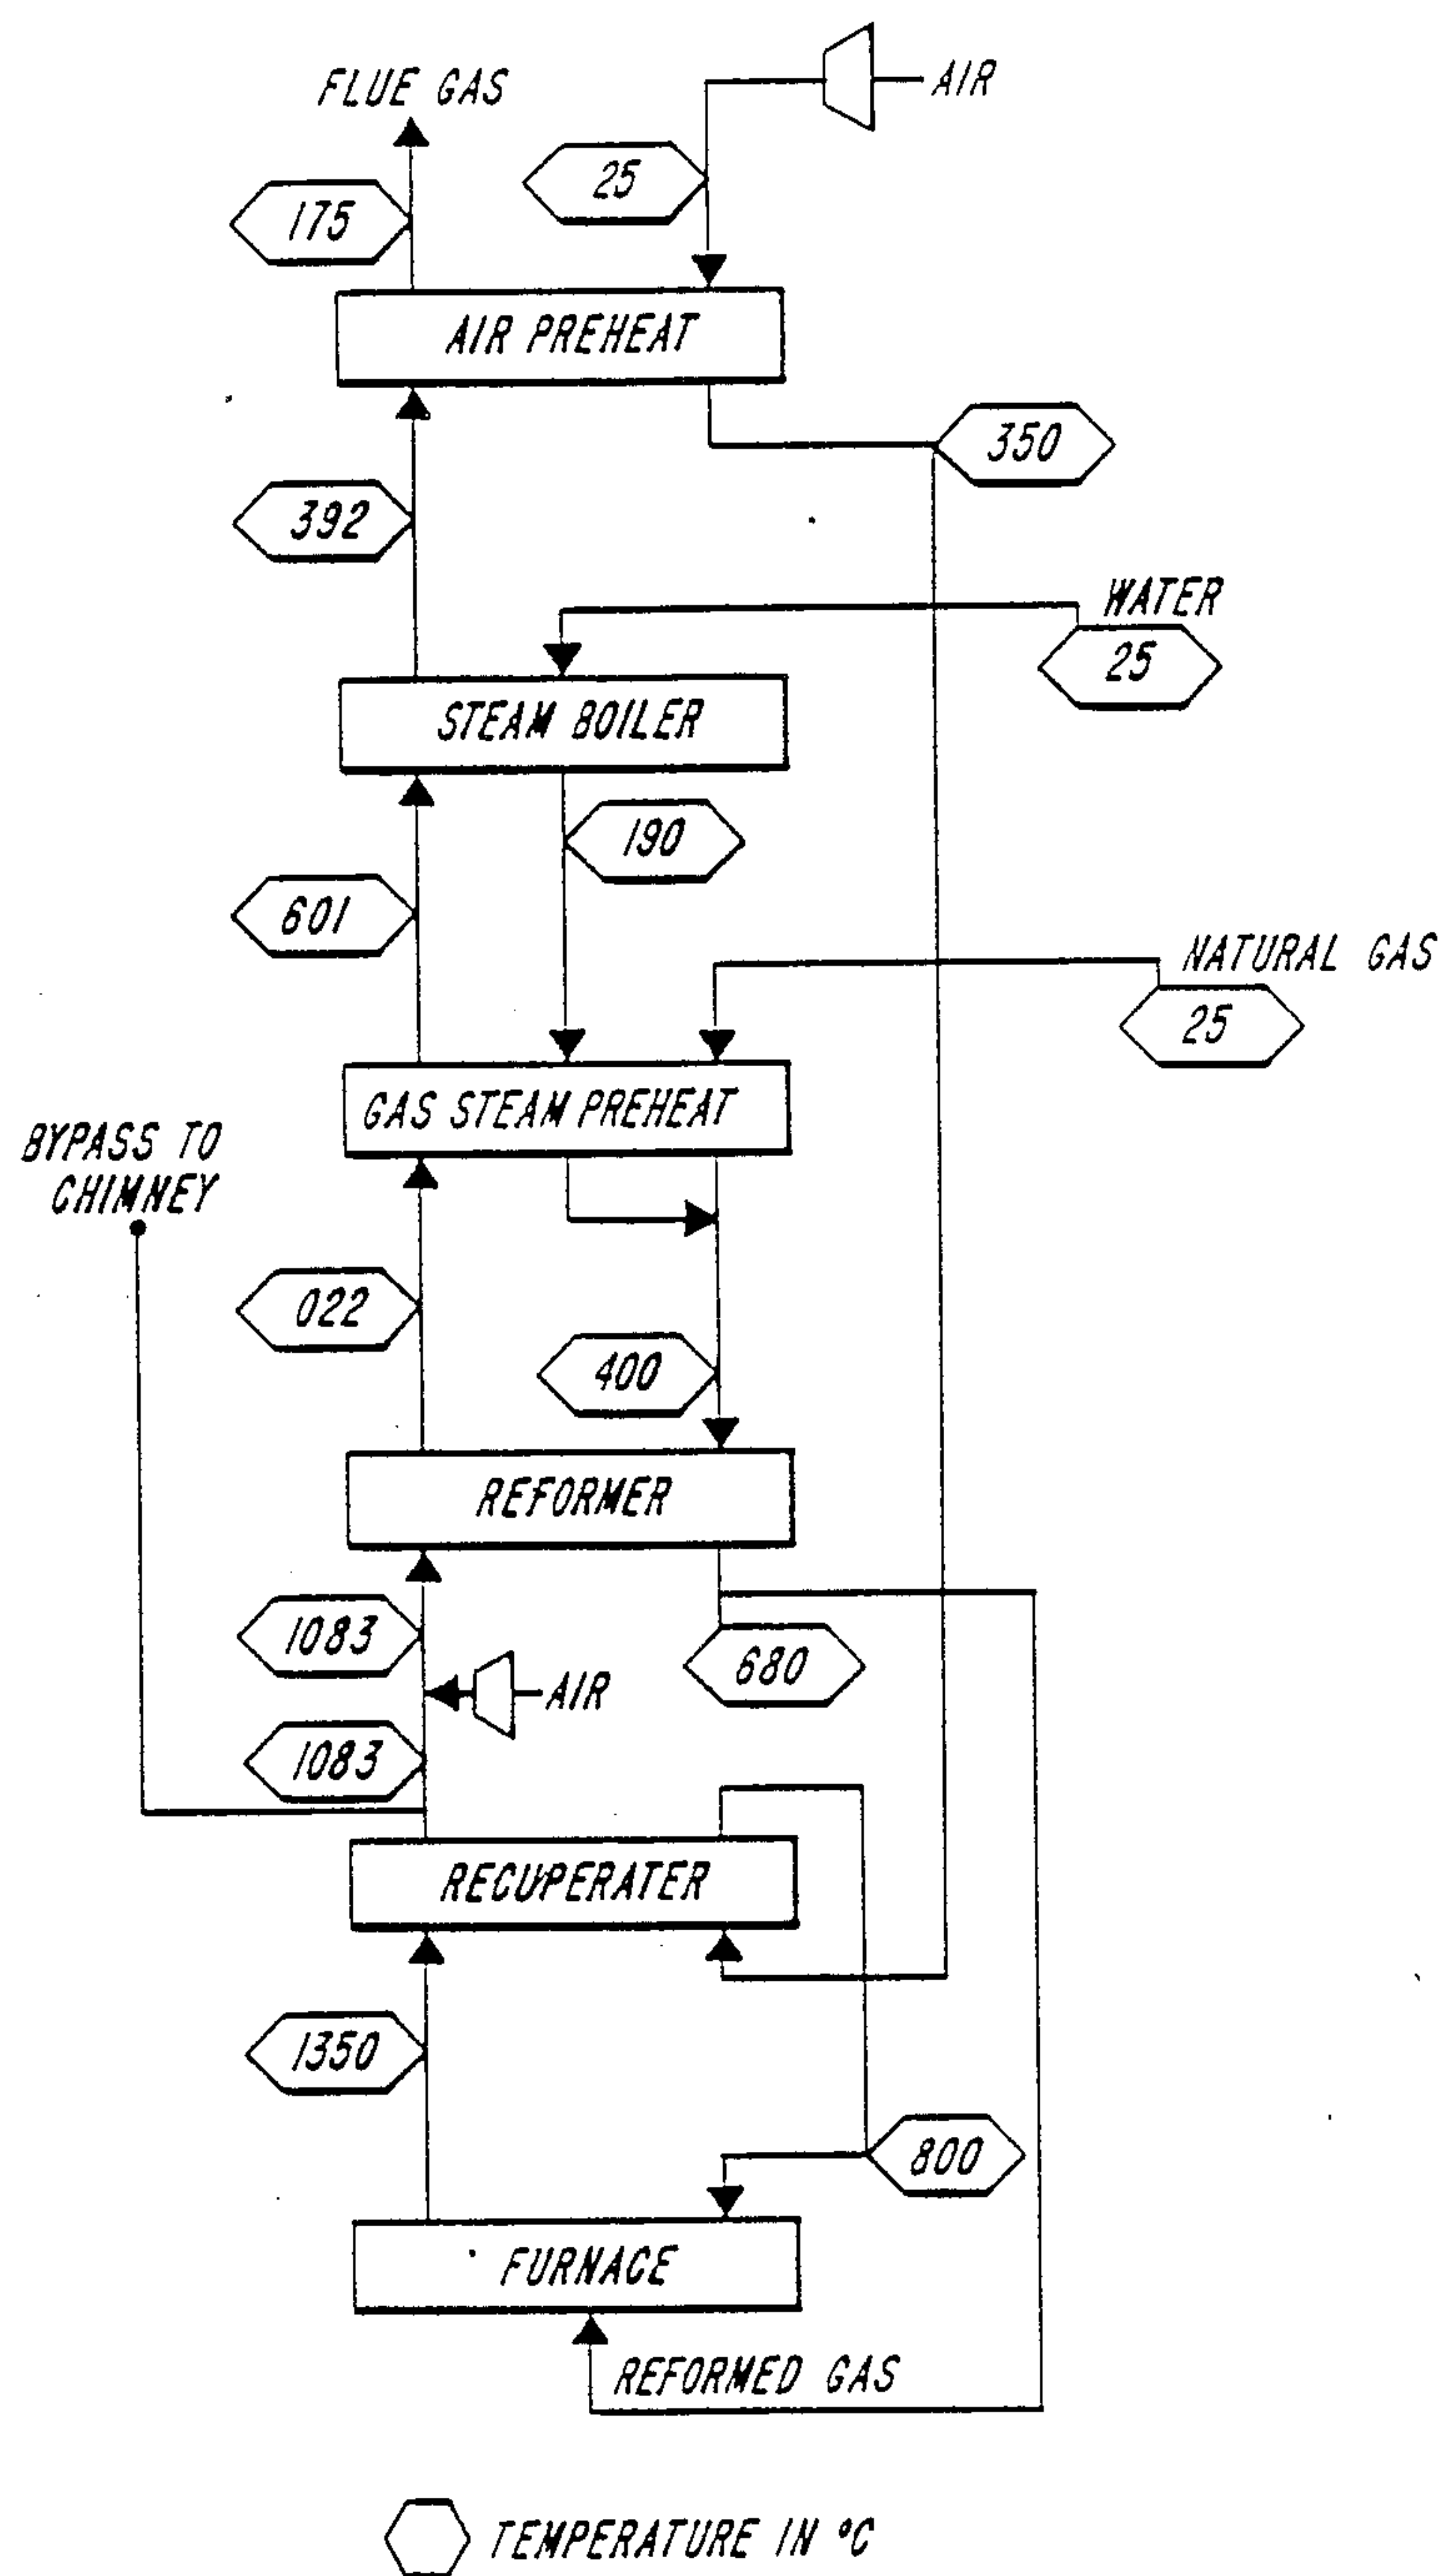 FLUE GAS
AIR
25
175
AIR PREHEAT
350
392
WATER
25
STEAM BOILER
190
601
NATURAL GAS
25
GAS STEAM PREHEAT
BYPASS TO
CHIMNEY
022
400
REFORMER
1083
680
AIR
1083
RECUPERATER
1350
800
FURNACE
REFORMED GAS
TEMPERATURE IN °C